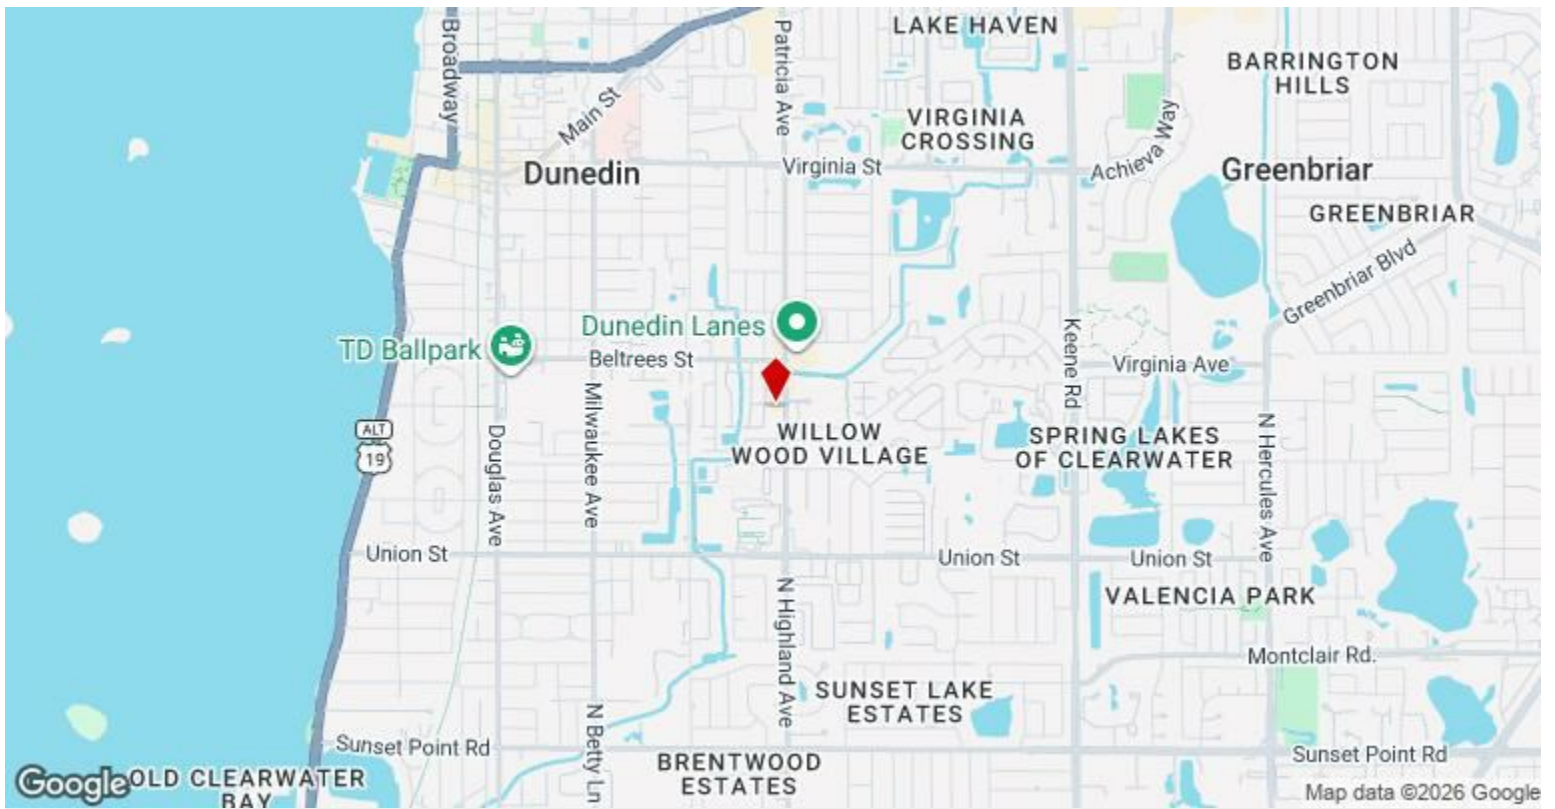 Broadway
Patricia Ave
LAKE HAVEN
BARRINGTON
HILLS
Main St
VIRGINIA
CROSSING
Achieva Way
Dunedin
Virginia St
Greenbriar
GREENBRIAR
Greenbriar Blvd
Dunedin Lanes
TD Ballpark
Beltrees St
Keene Rd
Virginia Ave
ALT
19
Douglas Ave
Milwaukee Ave
WILLOW
WOOD VILLAGE
SPRING LAKES
OF CLEARWATER
N Hercules Ave
Union St
Union St
Union St
N Highland Ave
VALENCIA PARK
Montclair Rd.
SUNSET LAKE
ESTATES
N Betty Ln
Sunset Point Rd
BRENTWOOD
ESTATES
Sunset Point Rd
Google
OLD CLEARWATER
BAY
Map data ©2026 Google